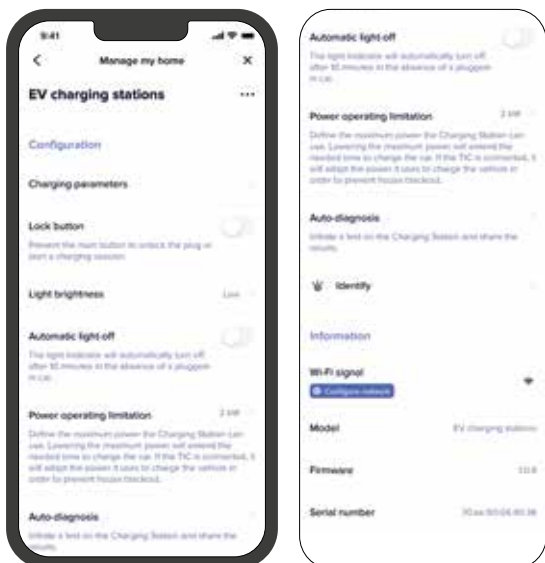 9:41
Manage my home
EV charging stations
Configuration
Charging parameters
Lock button
Prevent the main button to unlock the plug or
start a charging session.
Light brightness
Low
Automatic light-off
The light indicator will automatically turn off
after 10 minutes in the absence of a plugged-
in car.
Power operating limitation
2 kW
Define the maximum power the Charging Station can
use. Lowering the maximum power will extend the
needed time to charge the car. If the TIC is connected, it
will adapt the power it uses to charge the vehicle in
order to prevent house blackout.
Auto-diagnosis
Initiate a test on the Charging Station and share the
results.
Automatic light-off
The light indicator will automatically turn off
after 10 minutes in the absence of a plugged-
in car.
Power operating limitation
2 kW
Define the maximum power the Charging Station can
use. Lowering the maximum power will extend the
needed time to charge the car. If the TIC is connected, it
will adapt the power it uses to charge the vehicle in
order to prevent house blackout.
Auto-diagnosis
Initiate a test on the Charging Station and share the
results.
Identify
Information
Wi-Fi signal
Configure network
Model
EV charging stations
Firmware
Serial number